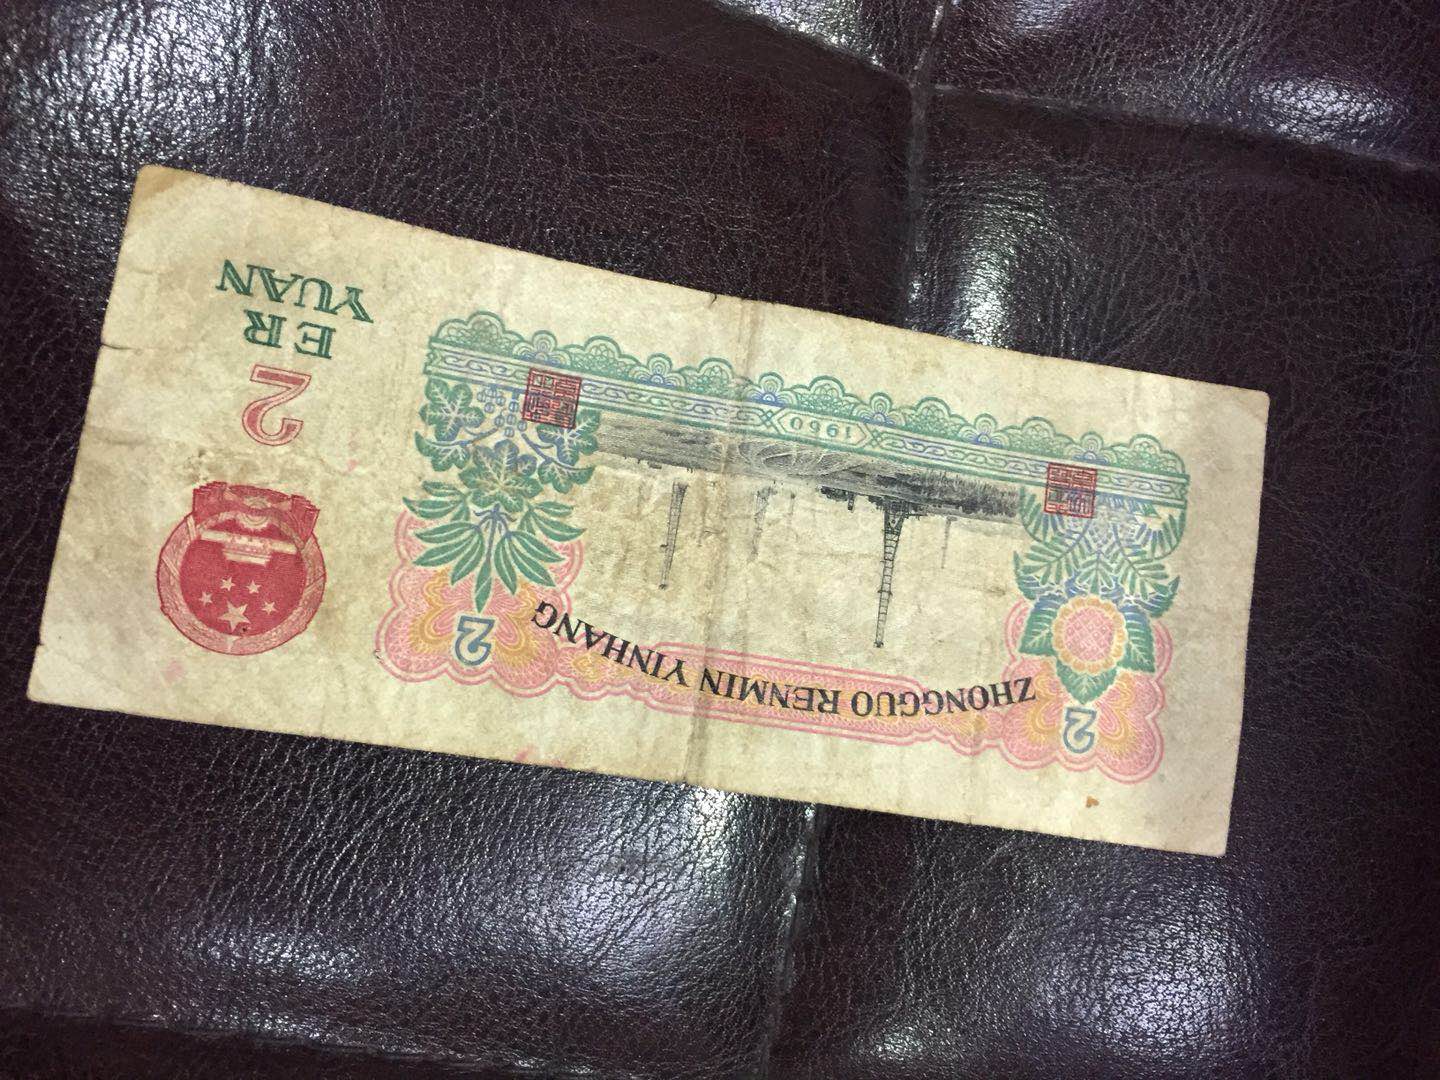 ZHONGGUO RENMIN YINHANG
2
2
1960
2
ER
YUAN